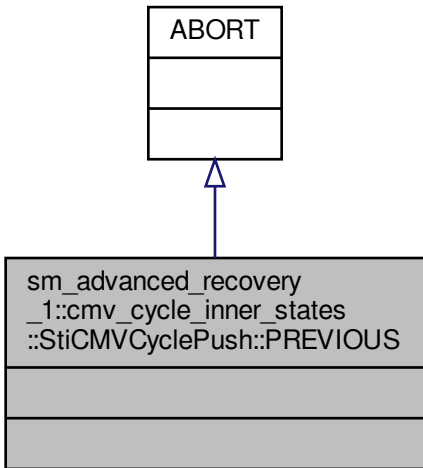 ABORT
sm_advanced_recovery
_1::cmv_cycle_inner_states
::StiCMVCyclePush::PREVIOUS